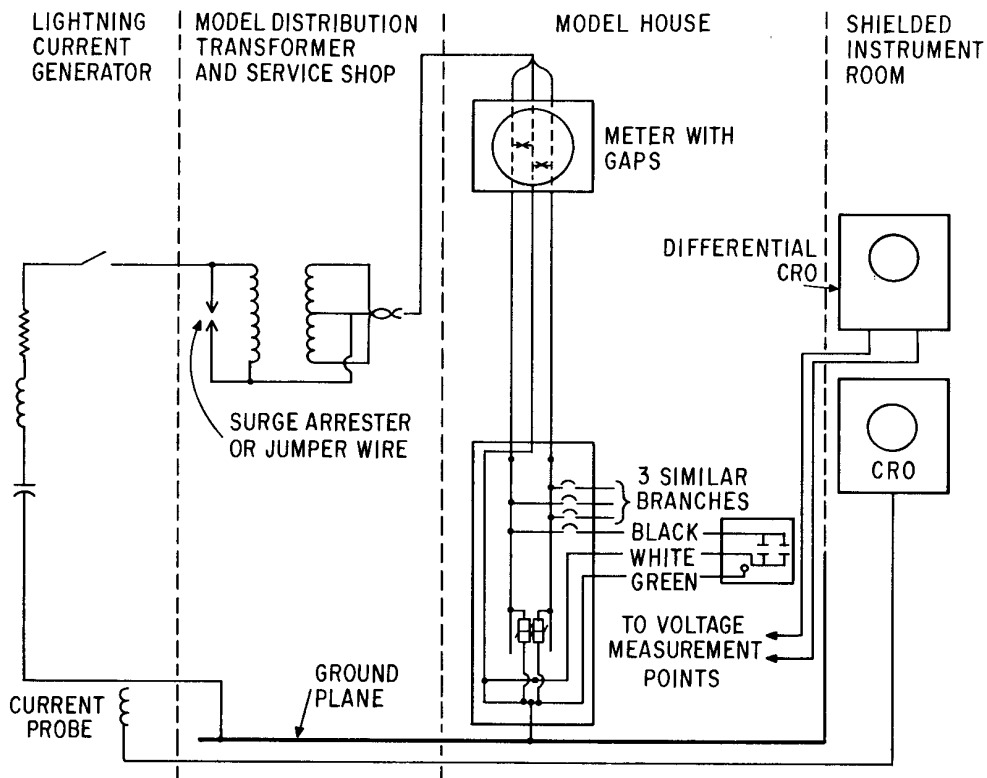 LIGHTNING
CURRENT
GENERATOR
MODEL DISTRIBUTION
TRANSFORMER
AND SERVICE SHOP
MODEL HOUSE
SHIELDED
INSTRUMENT
ROOM
METER WITH
GAPS
DIFFERENTIAL
CRO
SURGE ARRESTER
OR JUMPER WIRE
CRO
3 SIMILAR
BRANCHES
BLACK
WHITE
GREEN
TO VOLTAGE
MEASUREMENT
POINTS
GROUND
PLANE
CURRENT
PROBE